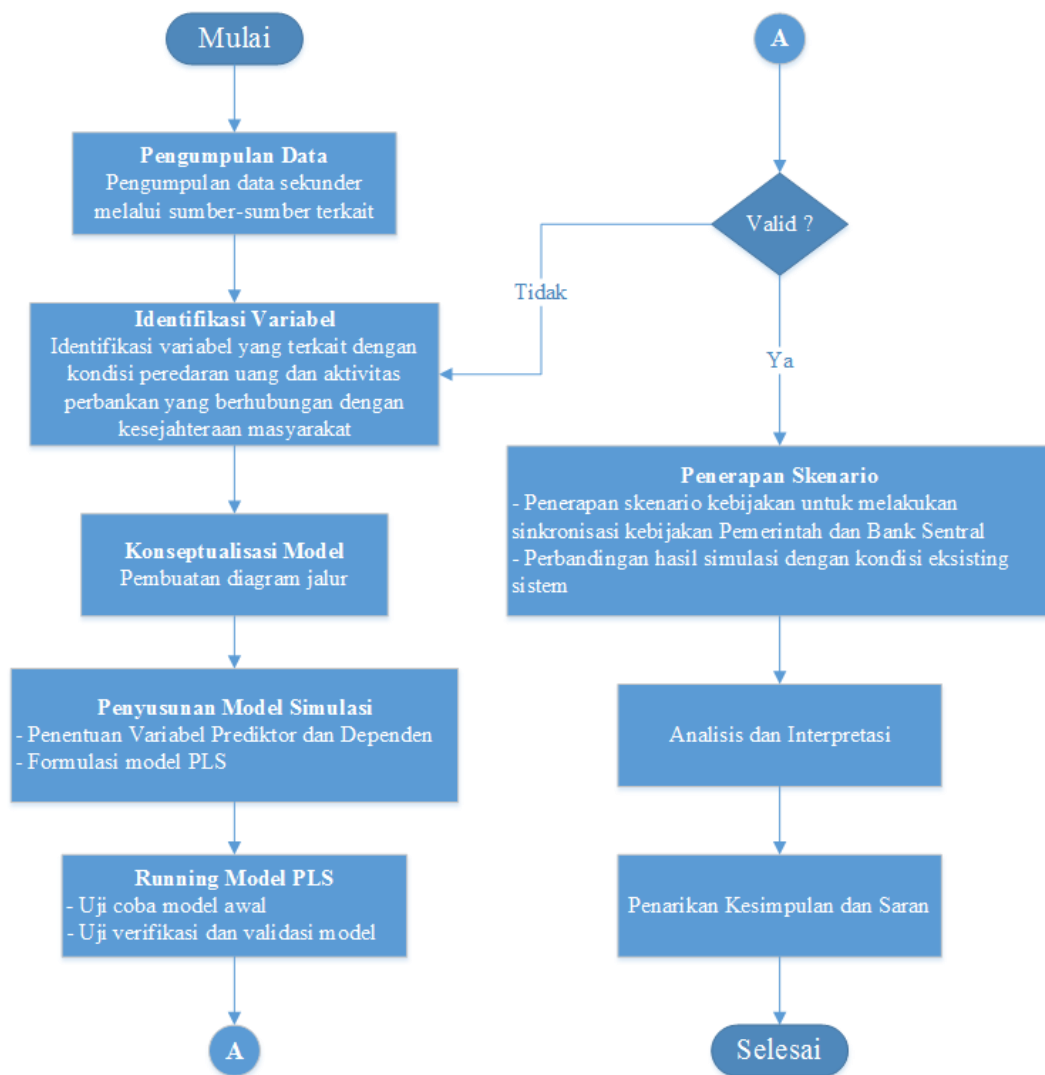 Mulai
Pengumpulan Data
Pengumpulan data sekunder
melalui sumber-sumber terkait
Identifikasi Variabel
Identifikasi variabel yang terkait dengan
kondisi peredaran uang dan aktivitas
perbankan yang berhubungan dengan
kesejahteraan masyarakat
Konseptualisasi Model
Pembuatan diagram jalur
Penyusunan Model Simulasi
- Penentuan Variabel Prediktor dan Dependen
- Formulasi model PLS
Running Model PLS
- Uji coba model awal
- Uji verifikasi dan validasi model
A
A
Valid ?
Tidak
Ya
Penerapan Skenario
- Penerapan skenario kebijakan untuk melakukan
sinkronisasi kebijakan Pemerintah dan Bank Sentral
- Perbandingan hasil simulasi dengan kondisi eksisting
sistem
Analisis dan Interpretasi
Penarikan Kesimpulan dan Saran
Selesai